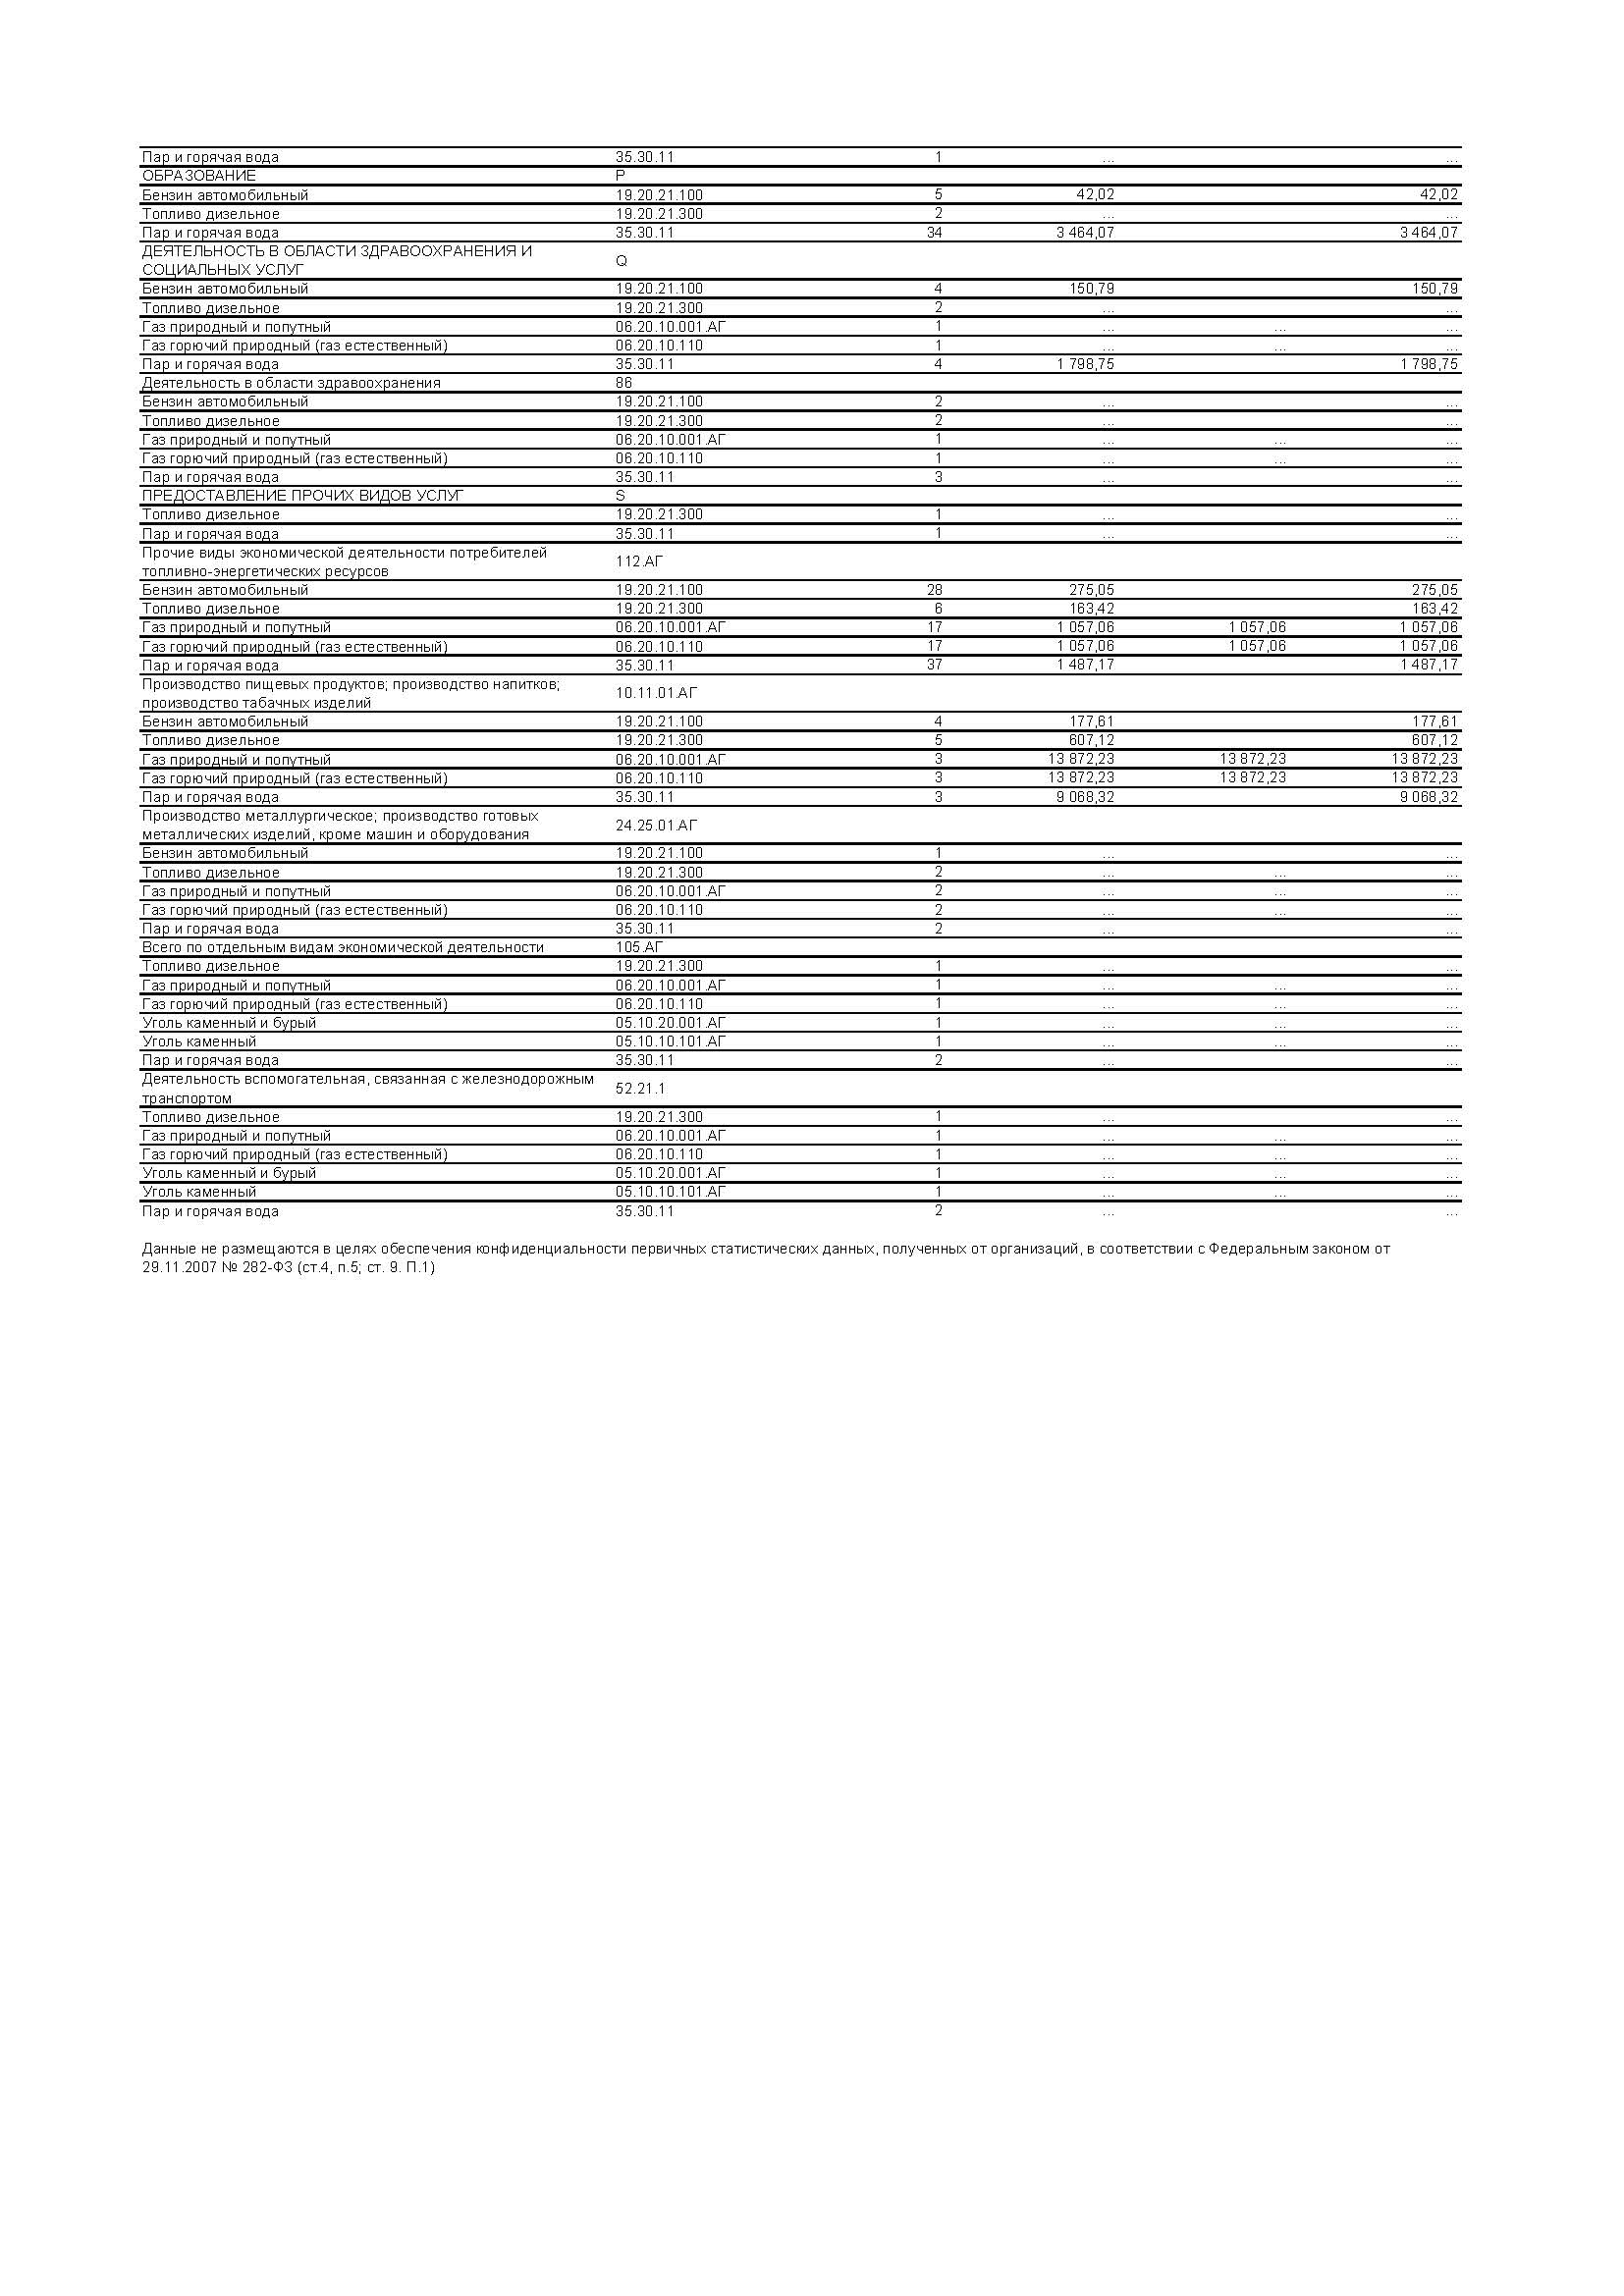 Пар и горячая вода 35.30.11 1 ... ...
ОБРАЗОВАНИЕ P
Бензин автомобильный 19.20.21.100 5 42,02 42,02
Топливо дизельное 19.20.21.300 2 ... ...
Пар и горячая вода 35.30.11 34 3 464,07 3 464,07
ДЕЯТЕЛЬНОСТЬ В ОБЛАСТИ ЗДРАВООХРАНЕНИЯ И
СОЦИАЛЬНЫХ УСЛУГ Q
Бензин автомобильный 19.20.21.100 4 150,79 150,79
Топливо дизельное 19.20.21.300 2 ... ...
Газ природный и попутный 06.20.10.001.АГ 1 ... ... ...
Газ горючий природный (газ естественный) 06.20.10.110 1 ... ... ...
Пар и горячая вода 35.30.11 4 1 798,75 1 798,75
Деятельность в области здравоохранения 86
Бензин автомобильный 19.20.21.100 2 ... ...
Топливо дизельное 19.20.21.300 2 ... ...
Газ природный и попутный 06.20.10.001.АГ 1 ... ... ...
Газ горючий природный (газ естественный) 06.20.10.110 1 ... ... ...
Пар и горячая вода 35.30.11 3 ... ...
ПРЕДОСТАВЛЕНИЕ ПРОЧИХ ВИДОВ УСЛУГ S
Топливо дизельное 19.20.21.300 1 ... ...
Пар и горячая вода 35.30.11 1 ... ...
Прочие виды экономической деятельности потребителей
топливно-энергетических ресурсов 112.АГ
Бензин автомобильный 19.20.21.100 28 275,05 275,05
Топливо дизельное 19.20.21.300 6 163,42 163,42
Газ природный и попутный 06.20.10.001.АГ 17 1 057,06 1 057,06 1 057,06
Газ горючий природный (газ естественный) 06.20.10.110 17 1 057,06 1 057,06 1 057,06
Пар и горячая вода 35.30.11 37 1 487,17 1 487,17
Производство пищевых продуктов; производство напитков;
производство табачных изделий 10.11.01.АГ
Бензин автомобильный 19.20.21.100 4 177,61 177,61
Топливо дизельное 19.20.21.300 5 607,12 607,12
Газ природный и попутный 06.20.10.001.АГ 3 13 872,23 13 872,23 13 872,23
Газ горючий природный (газ естественный) 06.20.10.110 3 13 872,23 13 872,23 13 872,23
Пар и горячая вода 35.30.11 3 9 068,32 9 068,32
Производство металлургическое; производство готовых
металлических изделий, кроме машин и оборудования 24.25.01.АГ
Бензин автомобильный 19.20.21.100 1 ... ...
Топливо дизельное 19.20.21.300 2 ... ... ...
Газ природный и попутный 06.20.10.001.АГ 2 ... ... ...
Газ горючий природный (газ естественный) 06.20.10.110 2 ... ... ...
Пар и горячая вода 35.30.11 2 ... ...
Всего по отдельным видам экономической деятельности 105.АГ
Топливо дизельное 19.20.21.300 1 ... ...
Газ природный и попутный 06.20.10.001.АГ 1 ... ... ...
Газ горючий природный (газ естественный) 06.20.10.110 1 ... ... ...
Уголь каменный и бурый 05.10.20.001.АГ 1 ... ... ...
Уголь каменный 05.10.10.101.АГ 1 ... ... ...
Пар и горячая вода 35.30.11 2 ... ...
Деятельность вспомогательная, связанная с железнодорожным
транспортом 52.21.1
Топливо дизельное 19.20.21.300 1 ... ...
Газ природный и попутный 06.20.10.001.АГ 1 ... ... ...
Газ горючий природный (газ естественный) 06.20.10.110 1 ... ... ...
Уголь каменный и бурый 05.10.20.001.АГ 1 ... ... ...
Уголь каменный 05.10.10.101.АГ 1 ... ... ...
Пар и горячая вода 35.30.11 2 ... ...
Данные не размещаются в целях обеспечения конфиденциальности первичных статистических данных, полученных от организаций, в соответствии с Федеральным законом от
29.11.2007 № 282-ФЗ (ст.4, п.5; ст. 9. П.1)